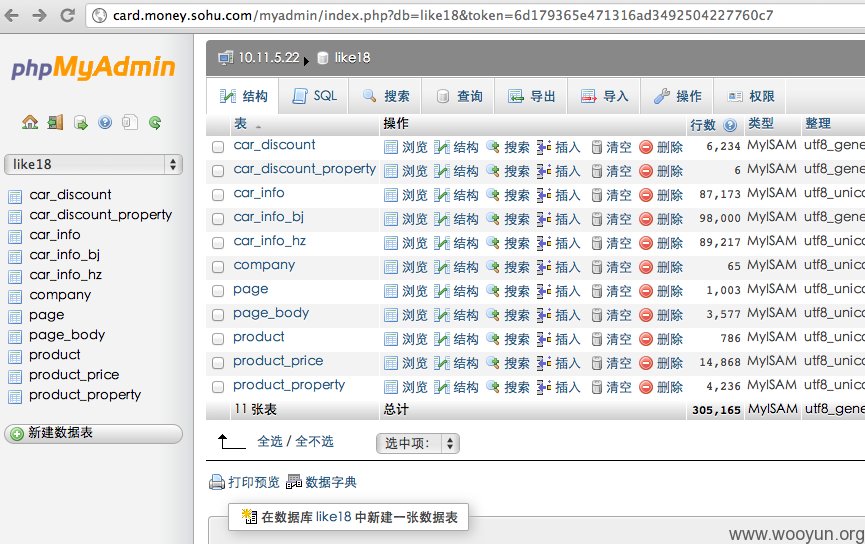 card.money.sohu.com/myadmin/index.php?db=like18&token=6d179365e471316ad3492504227760c7
phpMyAdmin
like18
car_discount
car_discount_property
car_info
car_info_bj
car_info_hz
company
page
page_body
product
product_price
product_property
新建数据表
10.11.5.22 like18
结构 SQL 搜索 查询 导出 导入 操作 权限
表 操作 行数 类型 整理
car_discount 浏览 结构 搜索 插入 清空 删除 6,234 MyISAM utf8_gene
car_discount_property 浏览 结构 搜索 插入 清空 删除 6 MyISAM utf8_gene
car_info 浏览 结构 搜索 插入 清空 删除 87,173 MyISAM utf8_unico
car_info_bj 浏览 结构 搜索 插入 清空 删除 98,000 MyISAM utf8_gene
car_info_hz 浏览 结构 搜索 插入 清空 删除 89,217 MyISAM utf8_unico
company 浏览 结构 搜索 插入 清空 删除 65 MyISAM utf8_unico
page 浏览 结构 搜索 插入 清空 删除 1,003 MyISAM utf8_unico
page_body 浏览 结构 搜索 插入 清空 删除 3,577 MyISAM utf8_unico
product 浏览 结构 搜索 插入 清空 删除 786 MyISAM utf8_unico
product_price 浏览 结构 搜索 插入 清空 删除 14,868 MyISAM utf8_unico
product_property 浏览 结构 搜索 插入 清空 删除 4,236 MyISAM utf8_unico
11 张表 总计 305,165 MyISAM utf8_gene
全选 / 全不选 选中项:
打印预览 数据字典
在数据库 like18 中新建一张数据表
www.wooyun.org